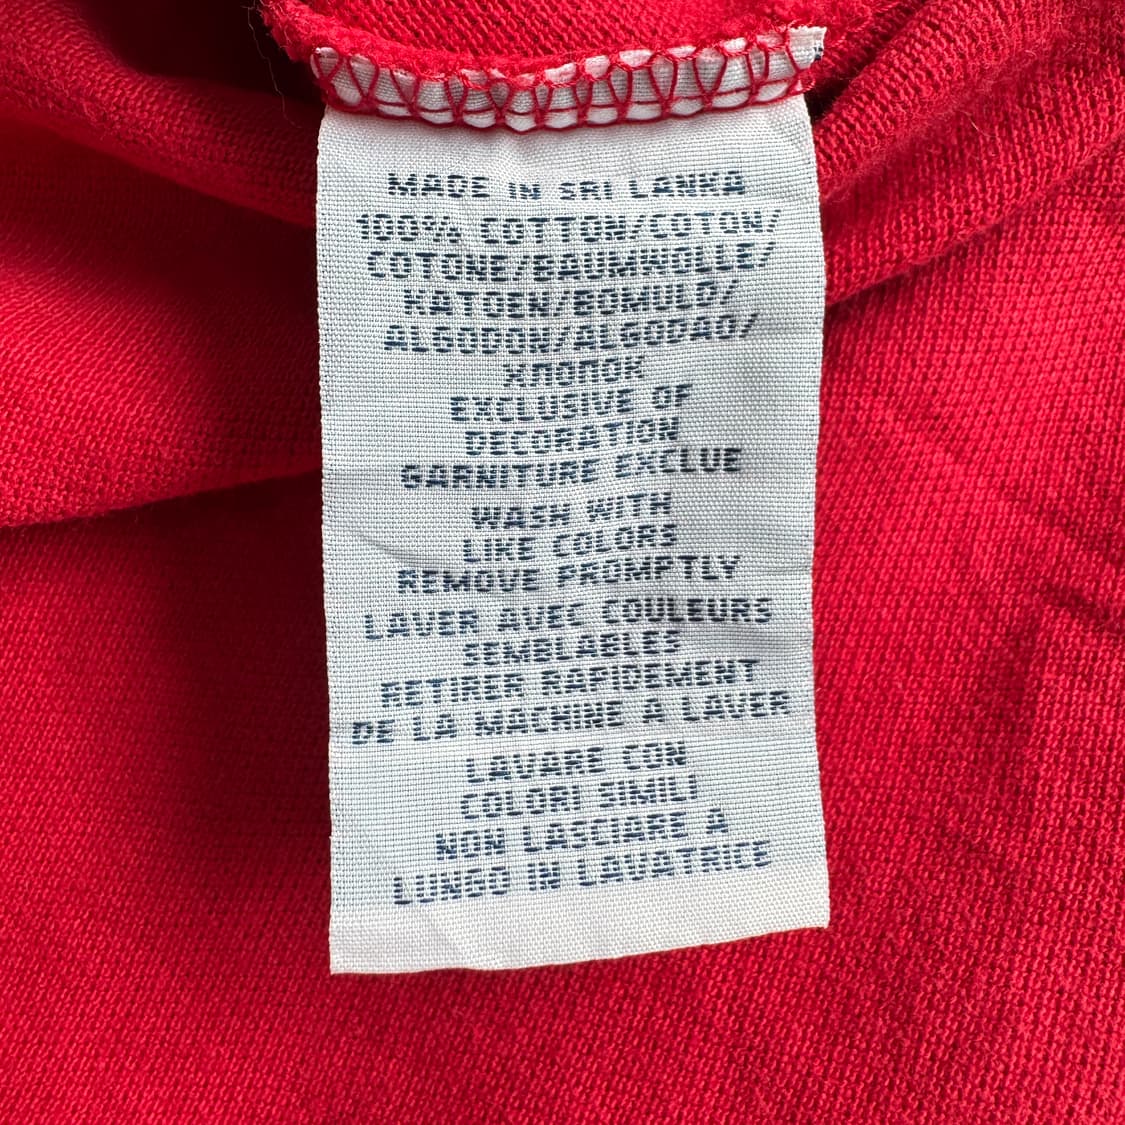 MADE IN SRI LANKA
100% COTTON/COTON/
COTONE/BAUMWOLLE/
KATOEN/BOMULD/
ALGODON/ALGODAO/
ХЛОПОК
EXCLUSIVE OF
DECORATION
GARNITURE EXCLUE
WASH WITH
LIKE COLORS
REMOVE PROMPTLY
LAVER AVEC COULEURS
SEMBLABLES
RETIRER RAPIDEMENT
DE LA MACHINE A LAVER
LAVARE CON
COLORI SIMILI
NON LASCIARE A
LUNGO IN LAVATRICE